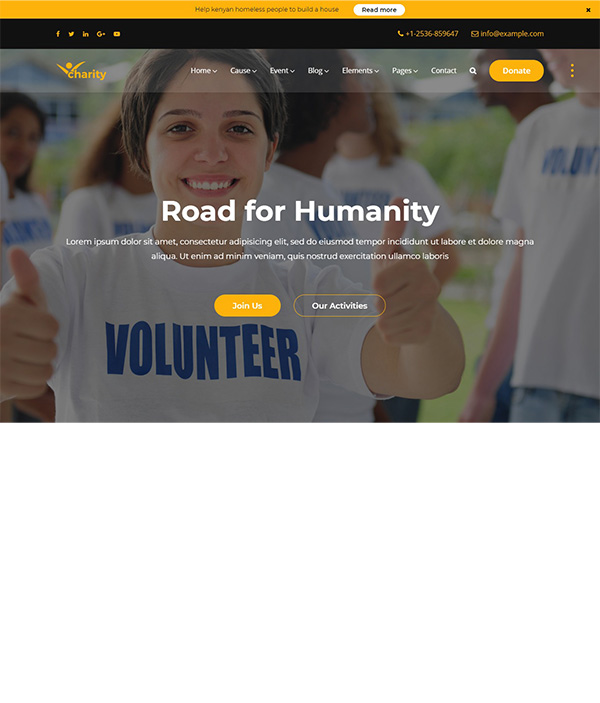 Help kenyan homeless people to build a house Read more
+1-2536-859647 info@example.com
charity Home Cause Event Blog Elements Pages Contact Donate
VOLUN
Road for Humanity
Lorem ipsum dolor sit amet, consectetur adipisicing elit, sed do eiusmod tempor incididunt ut labore et dolore magna
aliqua. Ut enim ad minim veniam, quis nostrud exercitation ullamco laboris
Join Us Our Activities
VOLUNTEER